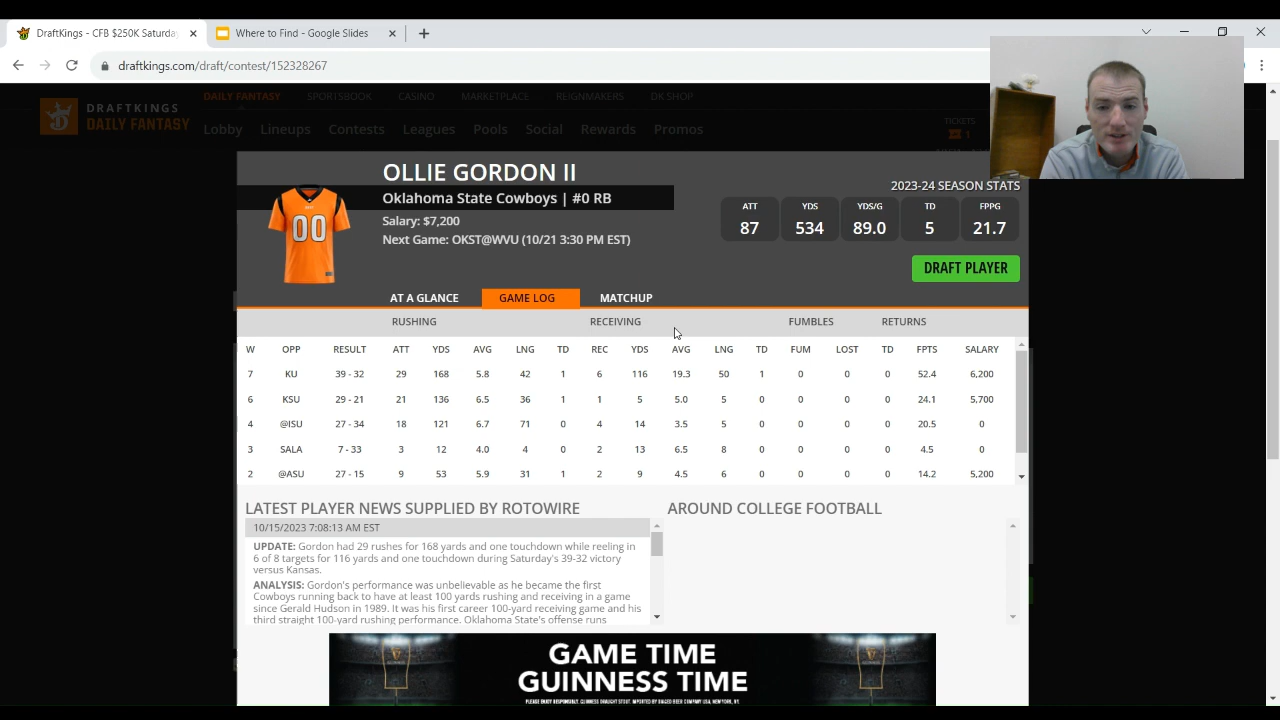 DraftKings - CFB $250K Saturda
Where to Find - Google Slides
draftkings.com/draft/contest/152328267
DAILY FANTASY SPORTSBOOK CASINO MARKETPLACE REIGNMAKERS DK SHOP
DRAFTKINGS
DAILY FANTASY
Lobby Lineups Contests Leagues Pools Social Rewards Promos
TICKETS
1
OLLIE GORDON II
Oklahoma State Cowboys | #0 RB
Salary: $7,200
Next Game: OKST@WVU (10/21 3:30 PM EST)
00
2023-24 SEASON STATS
ATT YDS YDS/G TD FPPG
87 534 89.0 5 21.7
DRAFT PLAYER
AT A GLANCE GAME LOG MATCHUP
RUSHING RECEIVING FUMBLES RETURNS
W OPP RESULT ATT YDS AVG LNG TD REC YDS AVG LNG TD FUM LOST TD FPTS SALARY
7 KU 39 - 32 29 168 5.8 42 1 6 116 19.3 50 1 0 0 0 52.4 6,200
6 KSU 29 - 21 21 136 6.5 36 1 1 5 5.0 5 0 0 0 0 24.1 5,700
4 @ISU 27 - 34 18 121 6.7 71 0 4 14 3.5 5 0 0 0 0 20.5 0
3 SALA 7 - 33 3 12 4.0 4 0 2 13 6.5 8 0 0 0 0 4.5 0
2 @ASU 27 - 15 9 53 5.9 31 1 2 9 4.5 6 0 0 0 0 14.2 5,200
LATEST PLAYER NEWS SUPPLIED BY ROTOWIRE
10/15/2023 7:08:13 AM EST
UPDATE: Gordon had 29 rushes for 168 yards and one touchdown while reeling in
6 of 8 targets for 116 yards and one touchdown during Saturday's 39-32 victory
versus Kansas.
ANALYSIS: Gordon's performance was unbelievable as he became the first
Cowboys running back to have at least 100 yards rushing and receiving in a game
since Gerald Hudson in 1989. It was his first career 100-yard receiving game and his
third straight 100-yard rushing performance. Oklahoma State's offense runs
AROUND COLLEGE FOOTBALL
GAME TIME
GUINNESS TIME